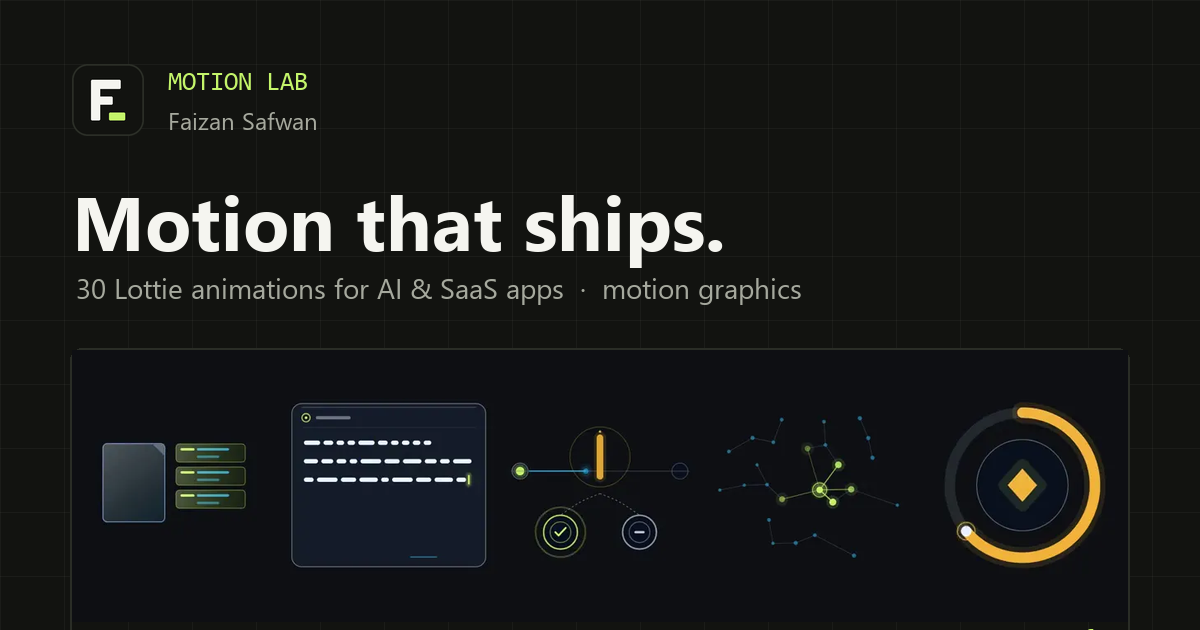 F
MOTION LAB
Faizan Safwan
Motion that ships.
30 Lottie animations for AI & SaaS apps · motion graphics